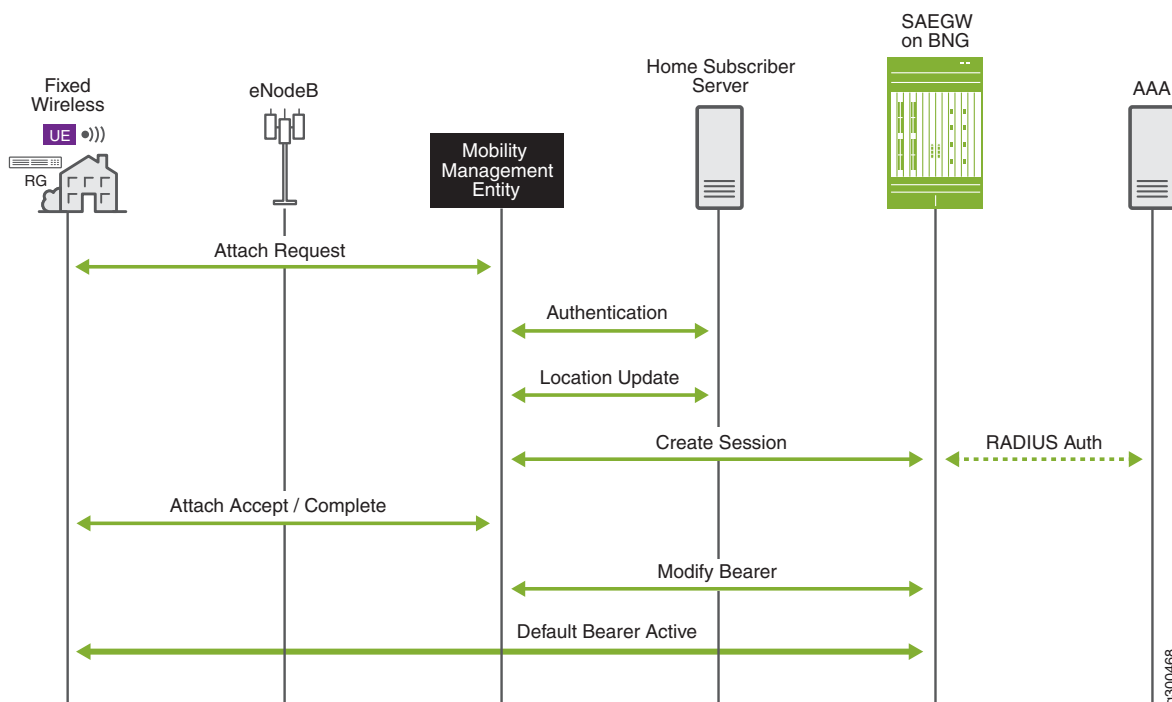 SAEGW
on BNG
Fixed
Wireless
eNodeB
Home Subscriber
Server
AAA
UE
RG
Mobility
Management
Entity
Attach Request
Authentication
Location Update
Create Session
RADIUS Auth
Attach Accept / Complete
Modify Bearer
Default Bearer Active
g300468